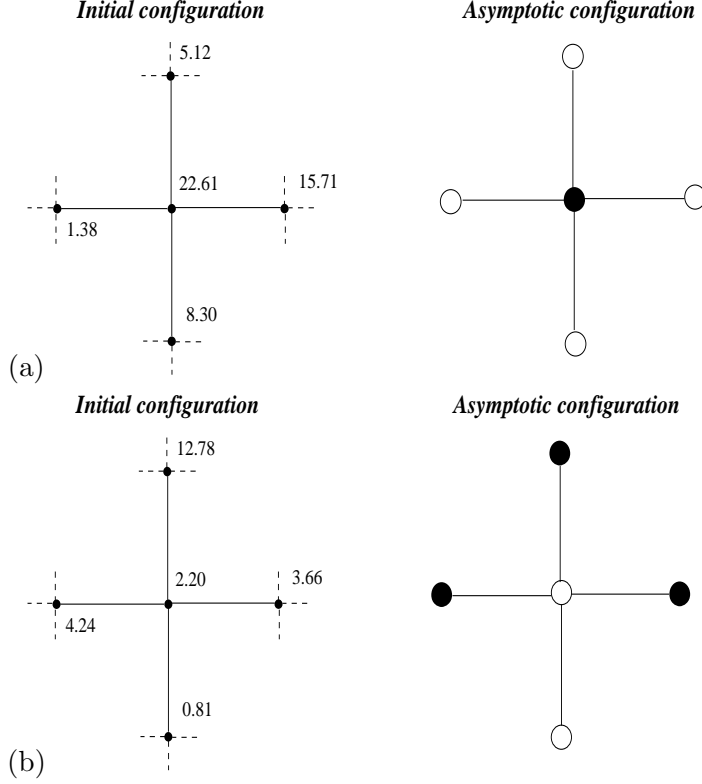 Initial configuration
Asymptotic configuration
5.12
22.61
15.71
1.38
8.30
(a)
Initial configuration
Asymptotic configuration
12.78
2.20
3.66
4.24
0.81
(b)